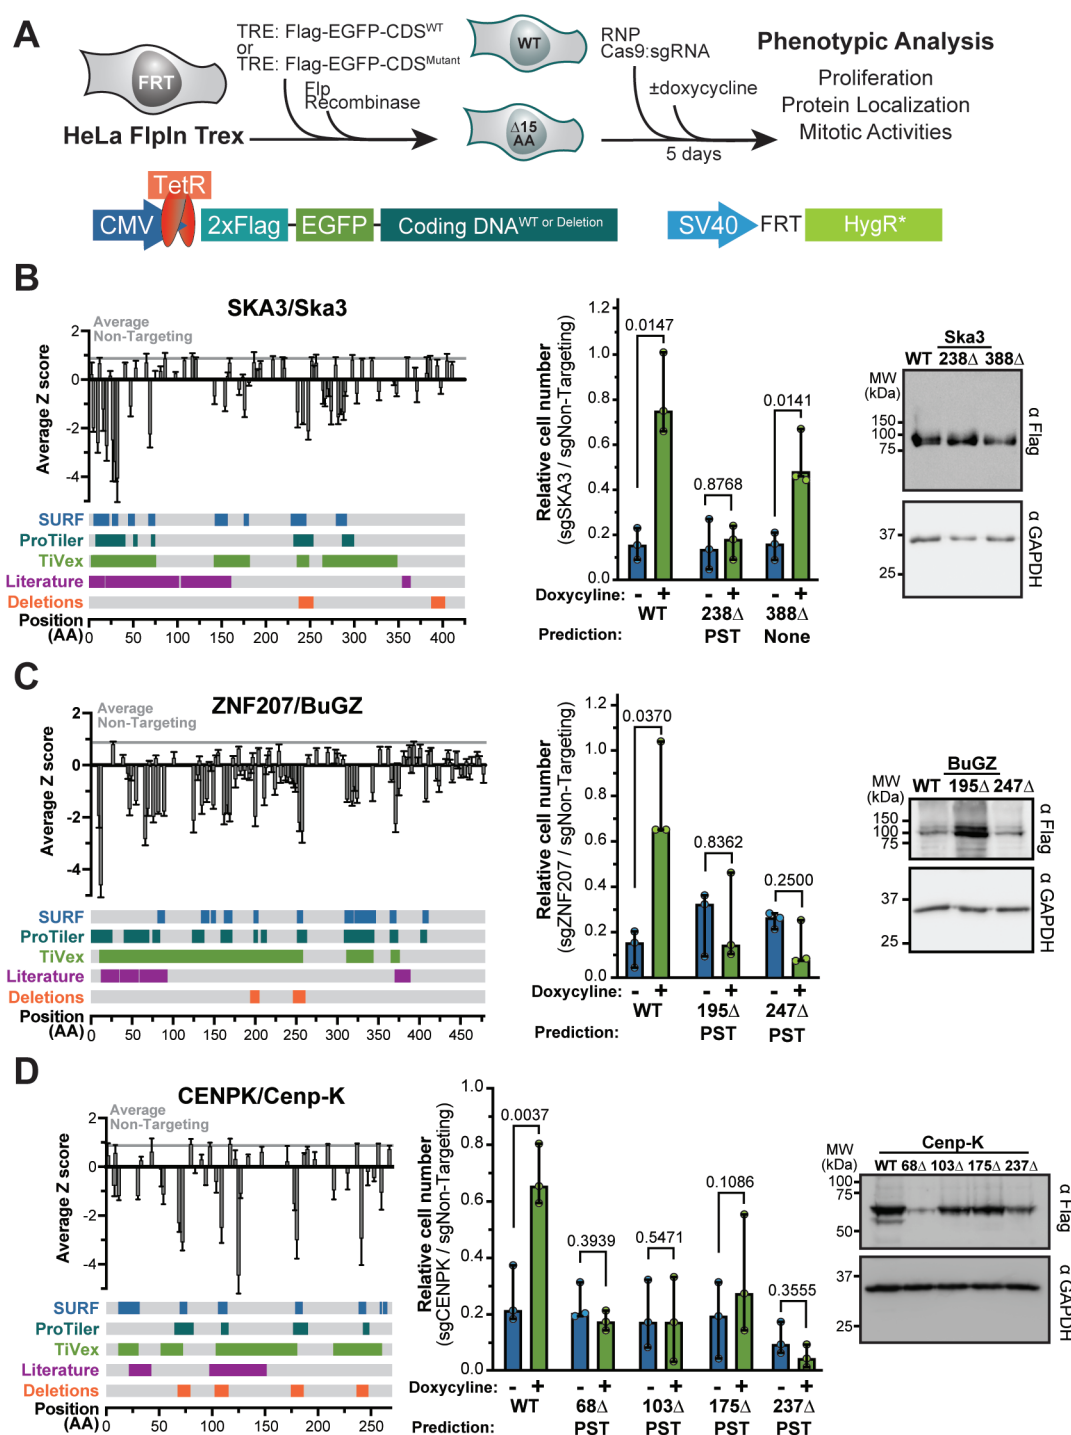 A
TRE: Flag-EGFP-CDS^WT
or
TRE: Flag-EGFP-CDS^Mutant
Flp
Recombinase
FRT
HeLa FlpIn Trex
WT
Δ15
AA
RNP
Cas9:sgRNA
±doxycycline
5 days
Phenotypic Analysis
Proliferation
Protein Localization
Mitotic Activities
TetR
CMV
2xFlag
EGFP
Coding DNA^WT or Deletion
SV40
FRT
HygR*
B
SKA3/Ska3
Average
Non-Targeting
Average Z score
2
0
-2
-4
SURF
ProTiler
TiVex
Literature
Deletions
Position
(AA)
0 50 100 150 200 250 300 350 400
Relative cell number
(sgSKA3 / sgNon-Targeting)
1.2
1.0
0.8
0.6
0.4
0.2
0.0
0.0147
0.8768
0.0141
Doxycyline: - + - + - +
WT 238Δ 388Δ
Prediction: PST None
Ska3
WT 238Δ 388Δ
MW
(kDa)
150
100
75
α Flag
37
25
α GAPDH
C
ZNF207/BuGZ
Average
Non-Targeting
Average Z score
2
0
-2
-4
SURF
ProTiler
TiVex
Literature
Deletions
Position
(AA)
0 50 100 150 200 250 300 350 400 450
Relative cell number
(sgZNF207 / sgNon-Targeting)
1.2
1.0
0.8
0.6
0.4
0.2
0.0
0.0370
0.8362
0.2500
Doxycyline: - + - + - +
WT 195Δ 247Δ
Prediction: PST PST
BuGZ
WT 195Δ 247Δ
MW
(kDa)
150
100
75
α Flag
37
25
α GAPDH
D
CENPK/Cenp-K
Average
Non-Targeting
Average Z score
2
0
-2
-4
SURF
ProTiler
TiVex
Literature
Deletions
Position
(AA)
0 50 100 150 200 250
Relative cell number
(sgCENPK / sgNon-Targeting)
1.0
0.8
0.6
0.4
0.2
0.0
0.0037
0.3939
0.5471
0.1086
0.3555
Doxycyline: - + - + - + - + - +
WT 68Δ 103Δ 175Δ 237Δ
Prediction: PST PST PST PST
Cenp-K
WT 68Δ 103Δ 175Δ 237Δ
MW
(kDa)
100
75
50
α Flag
37
25
α GAPDH